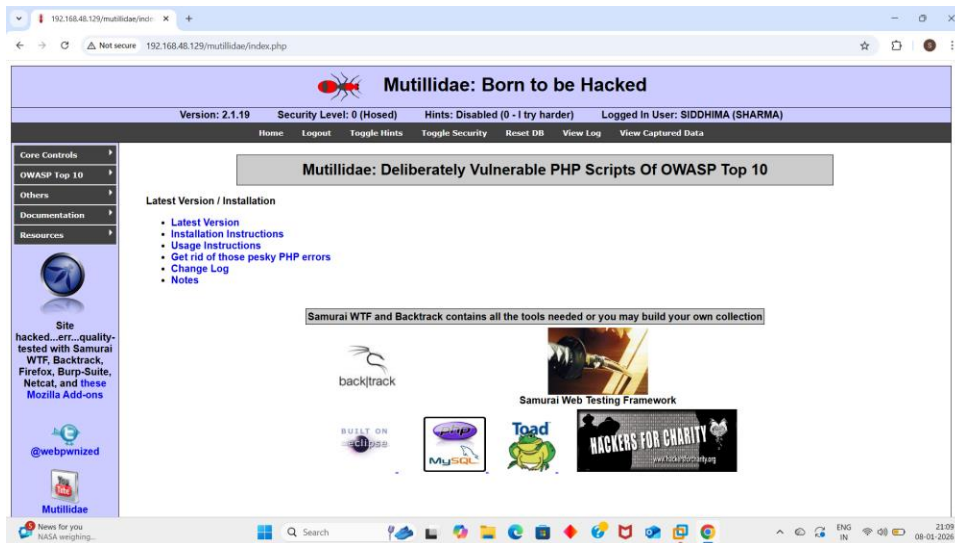 192.168.48.129/mutillidae/inde
Not secure 192.168.48.129/mutillidae/index.php
S
Mutillidae: Born to be Hacked
Version: 2.1.19 Security Level: 0 (Hosed) Hints: Disabled (0 - I try harder) Logged In User: SIDDHIMA (SHARMA)
Home Logout Toggle Hints Toggle Security Reset DB View Log View Captured Data
Core Controls
OWASP Top 10
Others
Documentation
Resources
Mutillidae: Deliberately Vulnerable PHP Scripts Of OWASP Top 10
Latest Version / Installation
Latest Version
Installation Instructions
Usage Instructions
Get rid of those pesky PHP errors
Change Log
Notes
Samurai WTF and Backtrack contains all the tools needed or you may build your own collection
back|track
Samurai Web Testing Framework
BUILT ON
eclipse
php
MySQL
Toad
HACKERS FOR CHARITY
www.hackersforcharity.org
Site
hacked...err...quality-
tested with Samurai
WTF, Backtrack,
Firefox, Burp-Suite,
Netcat, and these
Mozilla Add-ons
@webpwnized
Mutillidae
5
News for you
NASA weighing...
Search
ENG
IN
21:09
08-01-2026